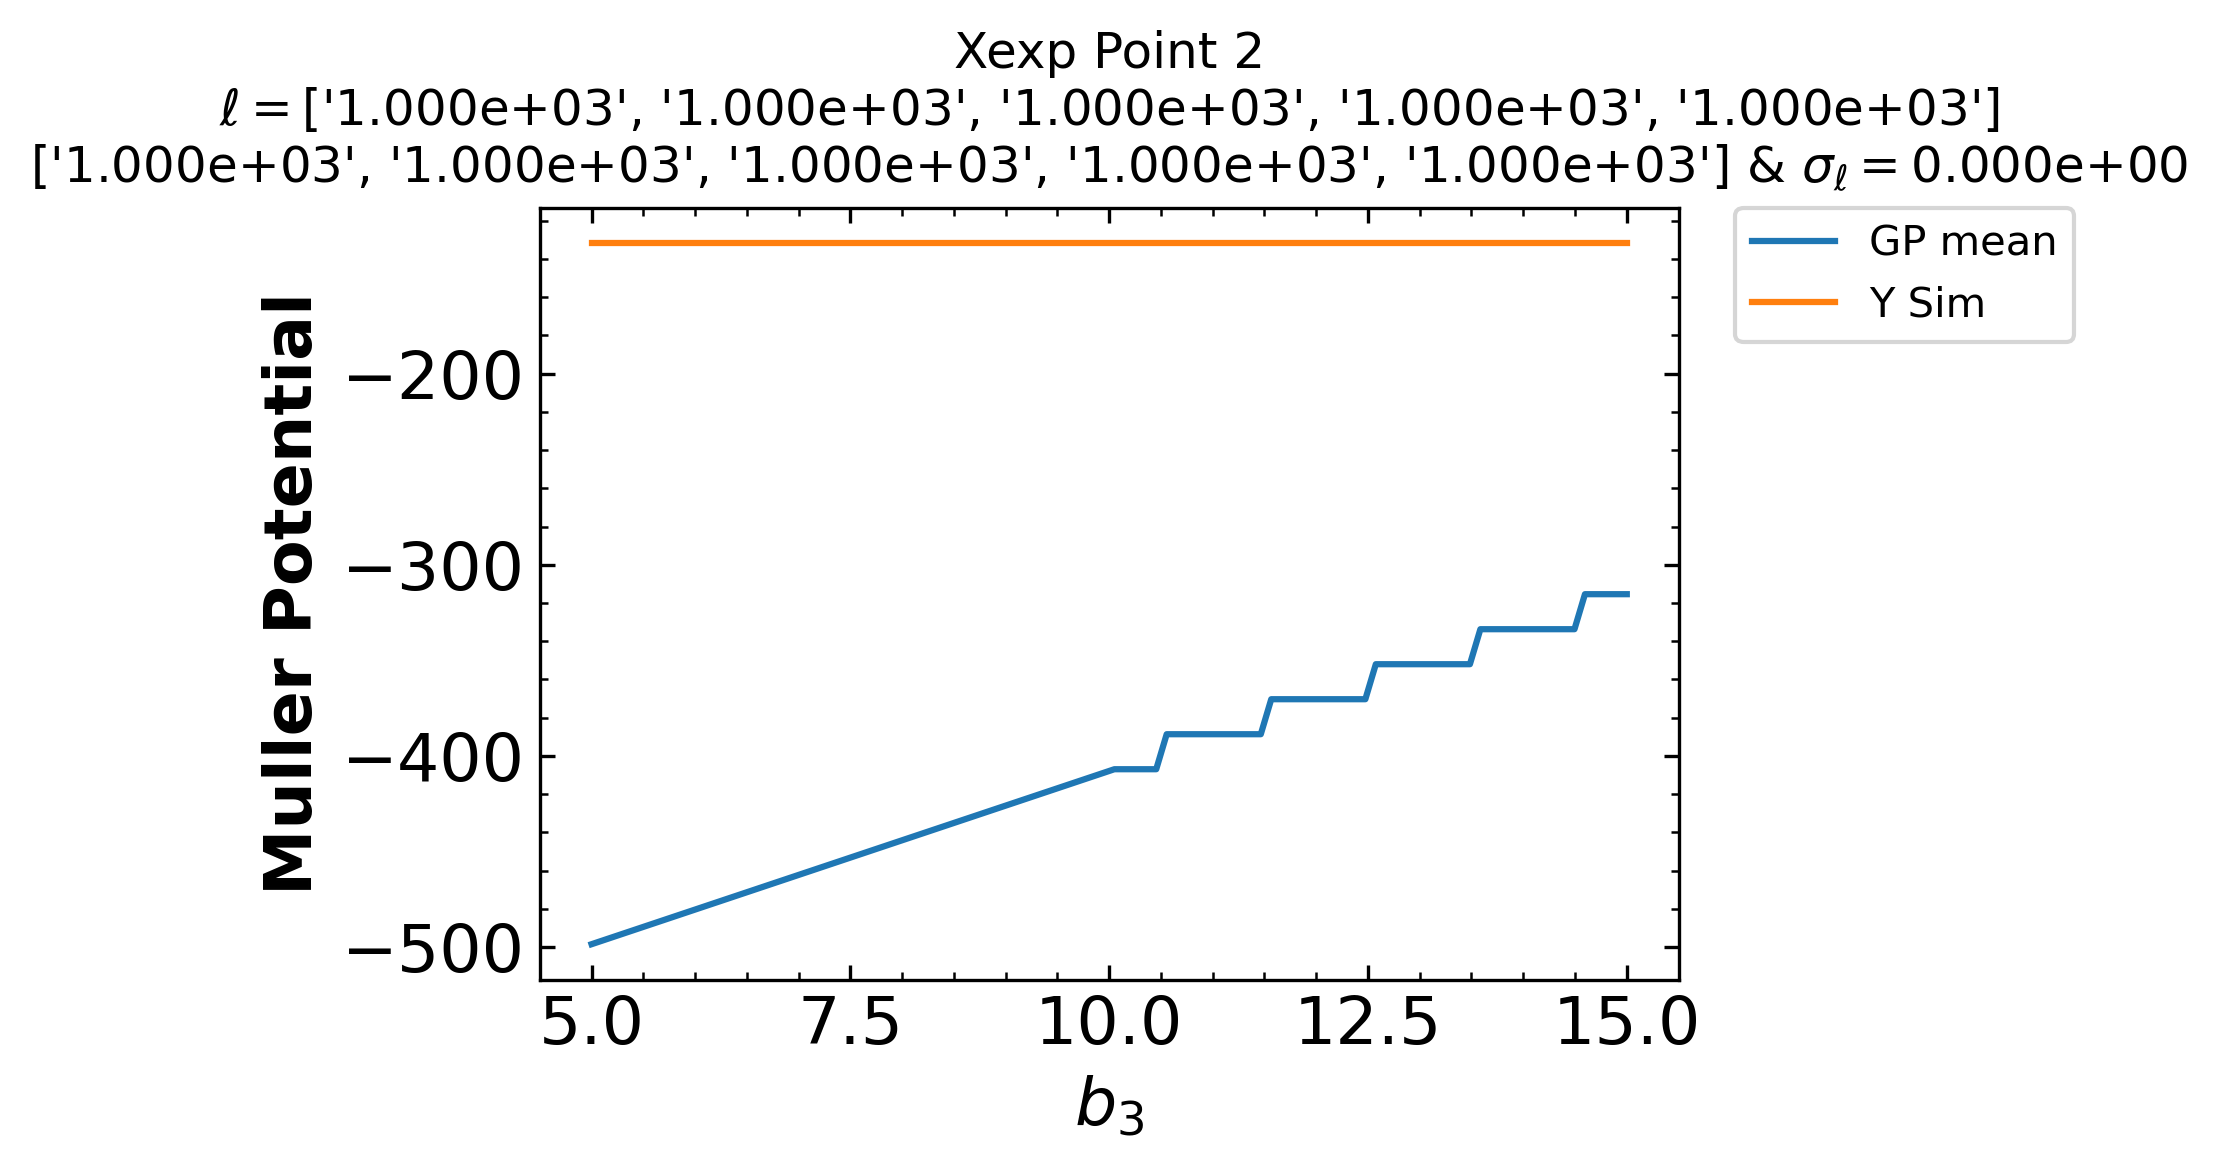 Xexp Point 2
ℓ = ['1.000e+03', '1.000e+03', '1.000e+03', '1.000e+03', '1.000e+03']
['1.000e+03', '1.000e+03', '1.000e+03', '1.000e+03', '1.000e+03'] & σℓ = 0.000e+00
GP mean
Y Sim
Muller Potential
−200
−300
−400
−500
5.0 7.5 10.0 12.5 15.0
b₃